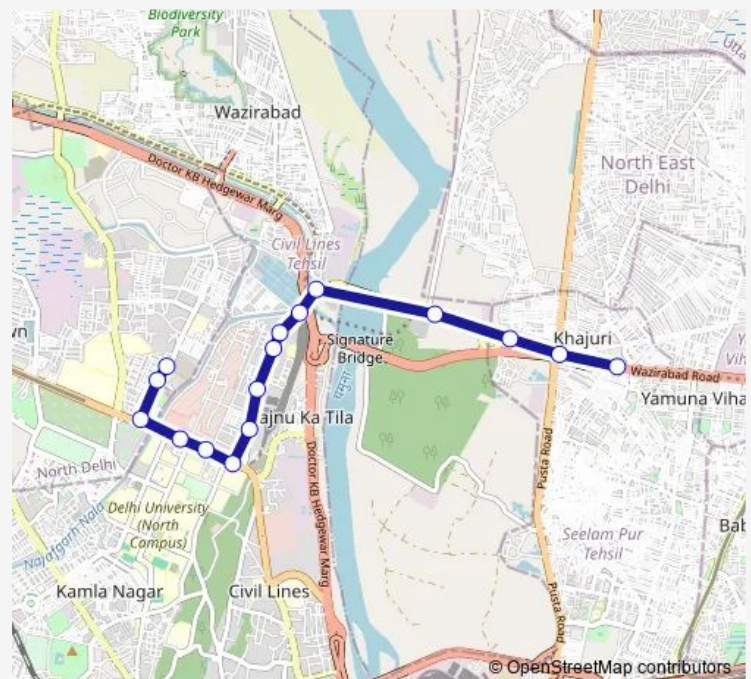 Biodiversity
Park
Wazirabad
North East
Delhi
Doctor KB Hedgewar Marg
Civil Lines
Tehsil
Signature
Bridge
Khajuri
Wazirabad Road
Yamuna Viha
यमुना
ajnu Ka Tila
Pusta Road
North Delhi
Doctor KB Hedgewar Marg
Delhi University
(North
Campus)
Najafgarh Nala
Seelam Pur
Tehsil
Kamla Nagar
Civil Lines
Pusta Road
© OpenStreetMap contributors